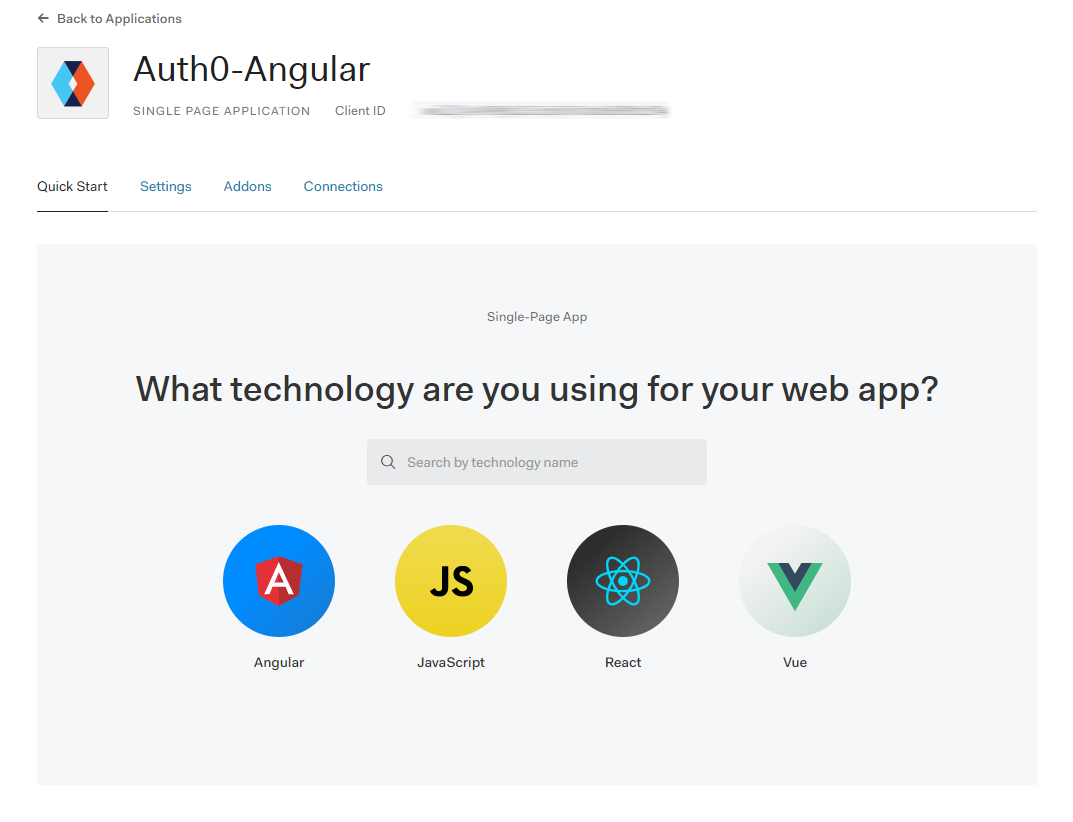 Back to Applications
Auth0-Angular
SINGLE PAGE APPLICATION Client ID
Quick Start Settings Addons Connections
Single-Page App
What technology are you using for your web app?
Search by technology name
JS
Angular JavaScript React Vue